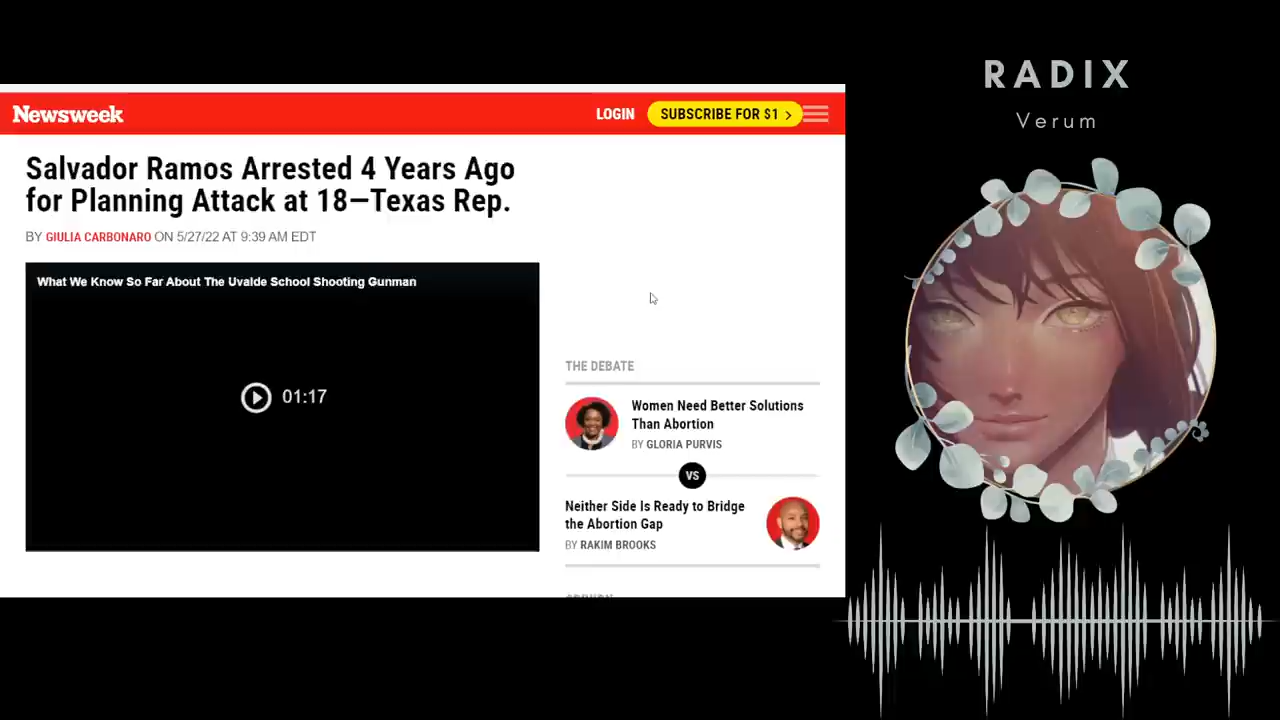 RADIX
Verum
Newsweek
LOGIN
SUBSCRIBE FOR $1 >
Salvador Ramos Arrested 4 Years Ago
for Planning Attack at 18—Texas Rep.
BY GIULIA CARBONARO ON 5/27/22 AT 9:39 AM EDT
What We Know So Far About The Uvalde School Shooting Gunman
01:17
THE DEBATE
Women Need Better Solutions
Than Abortion
BY GLORIA PURVIS
VS
Neither Side Is Ready to Bridge
the Abortion Gap
BY RAKIM BROOKS